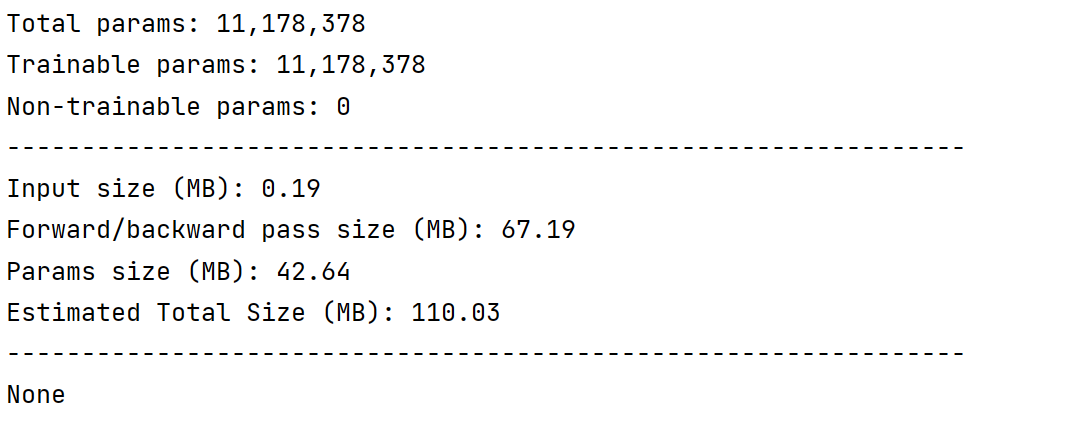 Total params: 11,178,378
Trainable params: 11,178,378
Non-trainable params: 0
----------------------------------------------------------------
Input size (MB): 0.19
Forward/backward pass size (MB): 67.19
Params size (MB): 42.64
Estimated Total Size (MB): 110.03
----------------------------------------------------------------
None